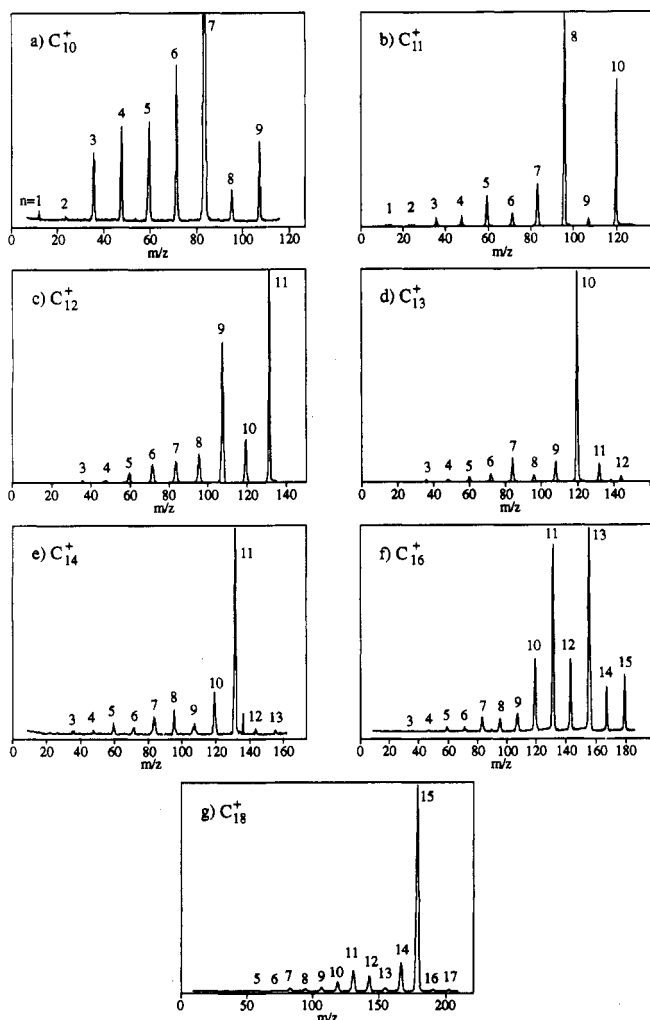 a) C₁₀⁺
n=1 2 3 4 5 6 7 8 9
0 20 40 60 80 100 120
m/z
b) C₁₁⁺
1 2 3 4 5 6 7 8 9 10
0 20 40 60 80 100 120
m/z
c) C₁₂⁺
3 4 5 6 7 8 9 10 11
0 20 40 60 80 100 120 140
m/z
d) C₁₃⁺
3 4 5 6 7 8 9 10 11 12
0 20 40 60 80 100 120 140
m/z
e) C₁₄⁺
3 4 5 6 7 8 9 10 11 12 13
0 20 40 60 80 100 120 140 160
m/z
f) C₁₆⁺
3 4 5 6 7 8 9 10 11 12 13 14 15
0 20 40 60 80 100 120 140 160 180
m/z
g) C₁₈⁺
5 6 7 8 9 10 11 12 13 14 15 16 17
0 50 100 150 200
m/z